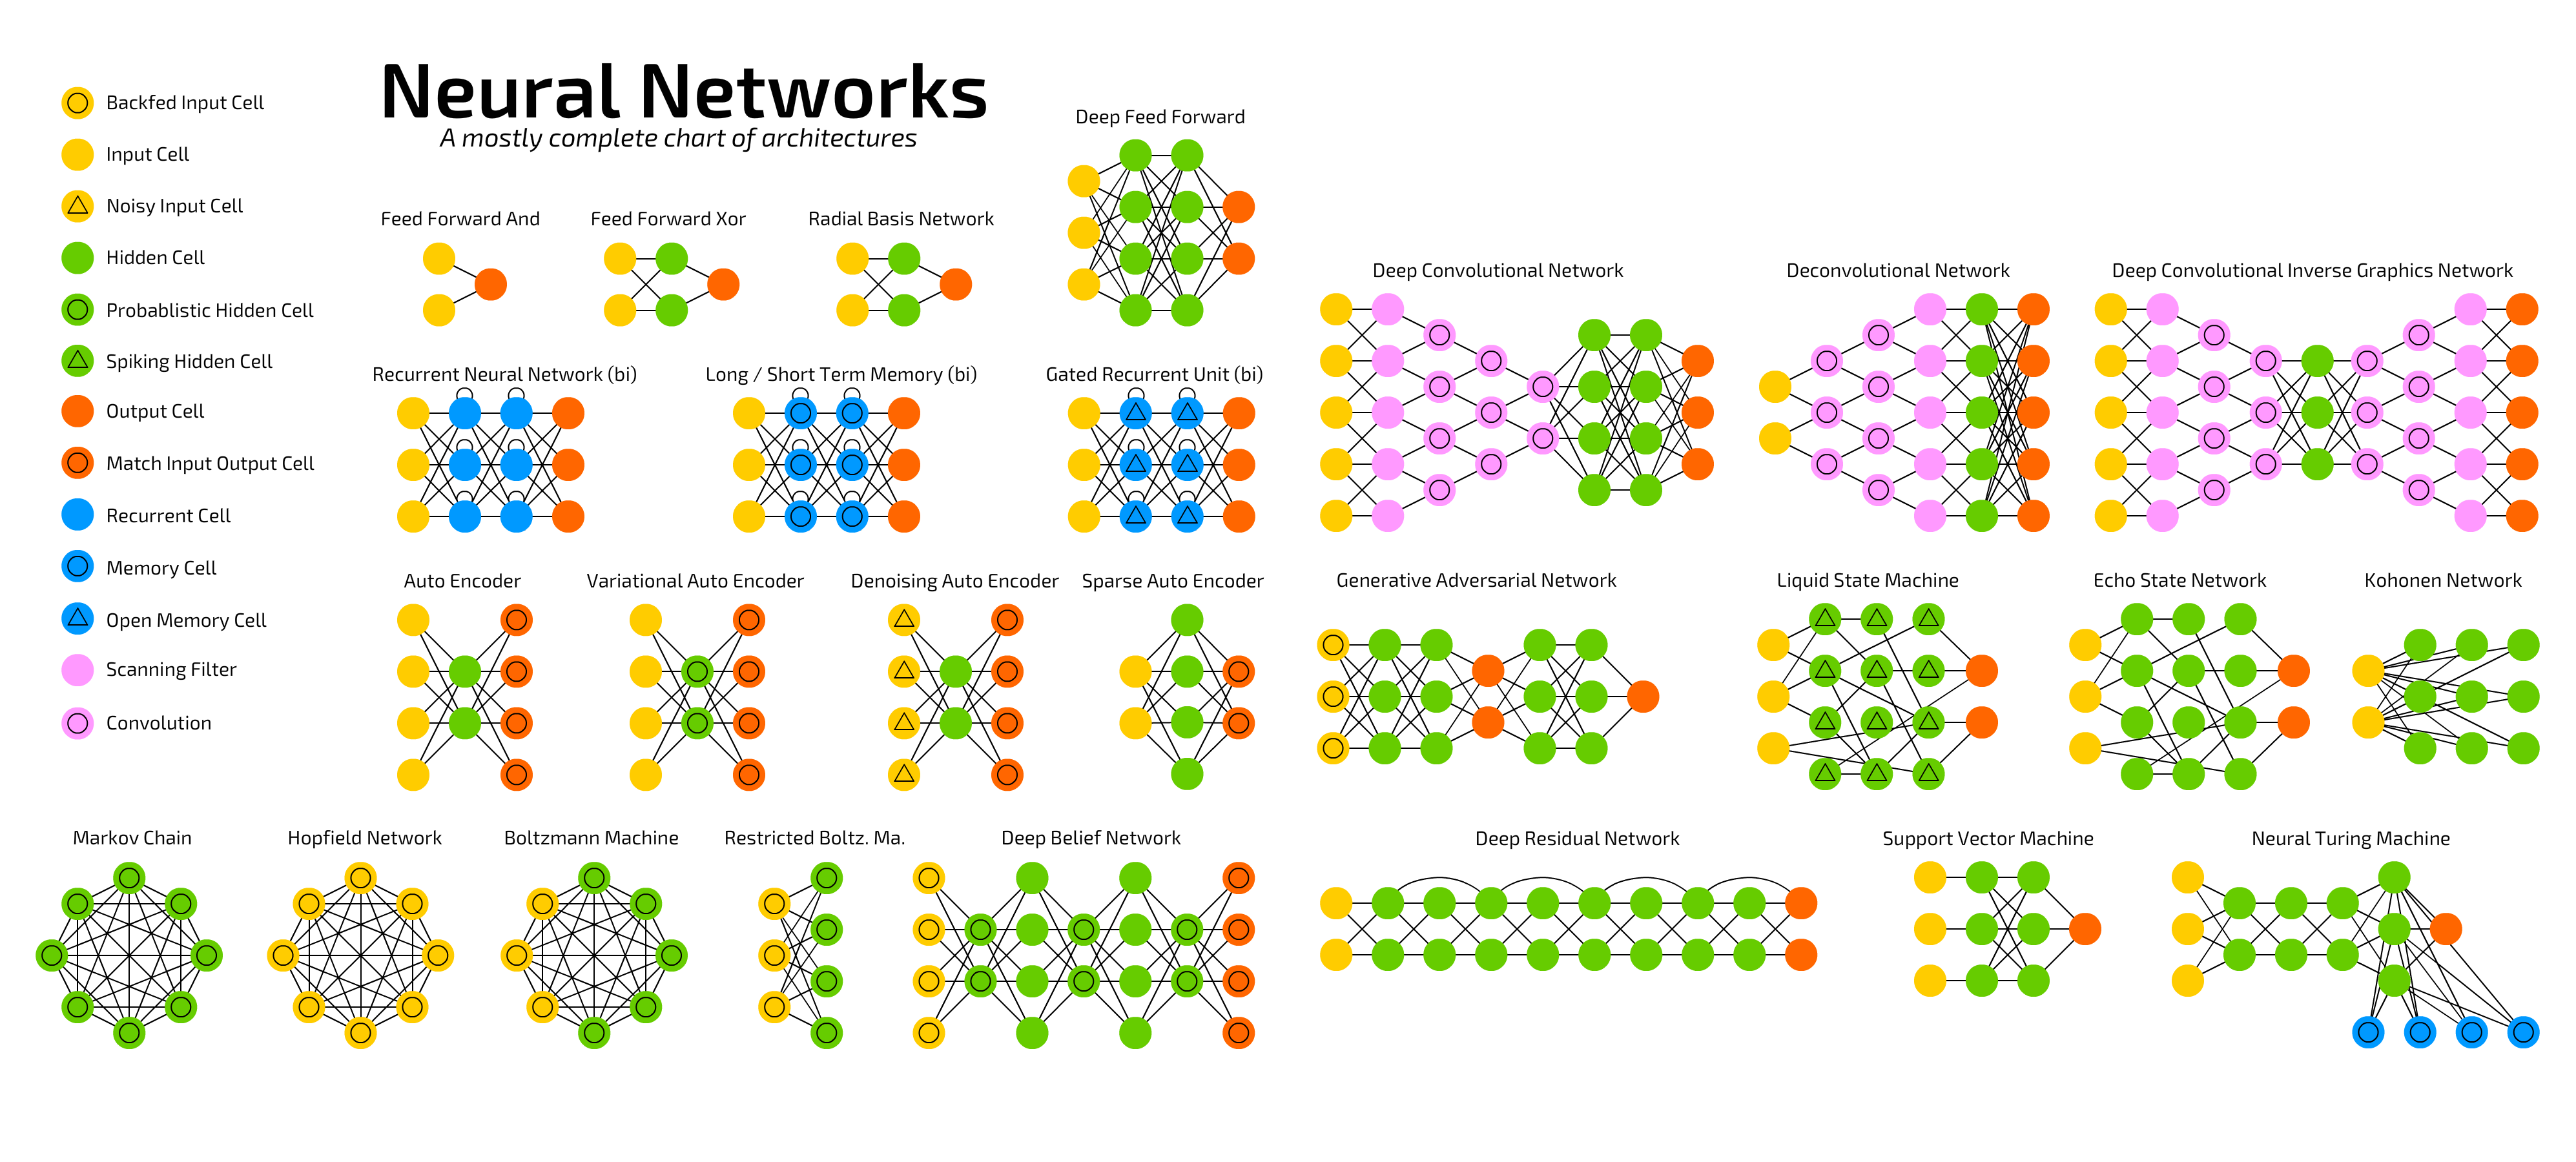 Neural Networks
A mostly complete chart of architectures
Backfed Input Cell
Input Cell
Noisy Input Cell
Hidden Cell
Probablistic Hidden Cell
Spiking Hidden Cell
Output Cell
Match Input Output Cell
Recurrent Cell
Memory Cell
Open Memory Cell
Scanning Filter
Convolution
Deep Feed Forward
Feed Forward And
Feed Forward Xor
Radial Basis Network
Deep Convolutional Network
Deconvolutional Network
Deep Convolutional Inverse Graphics Network
Recurrent Neural Network (bi)
Long / Short Term Memory (bi)
Gated Recurrent Unit (bi)
Auto Encoder
Variational Auto Encoder
Denoising Auto Encoder
Sparse Auto Encoder
Generative Adversarial Network
Liquid State Machine
Echo State Network
Kohonen Network
Markov Chain
Hopfield Network
Boltzmann Machine
Restricted Boltz. Ma.
Deep Belief Network
Deep Residual Network
Support Vector Machine
Neural Turing Machine